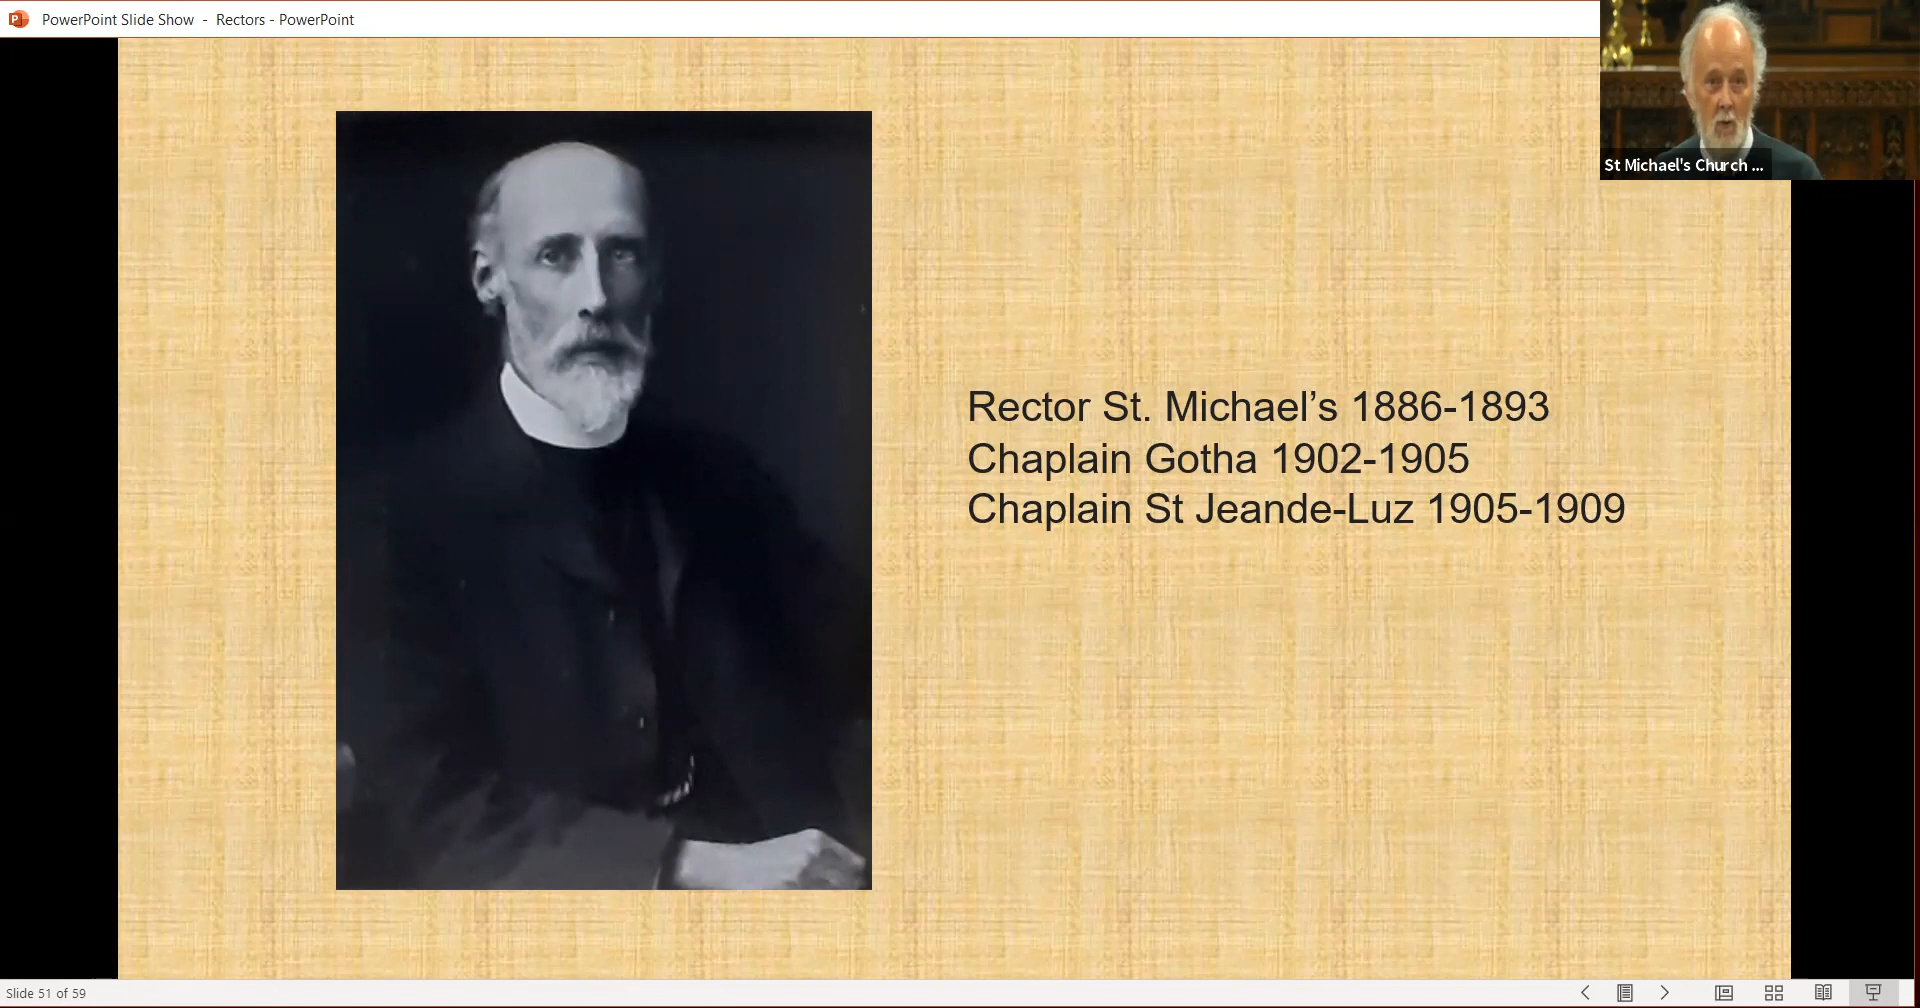 PowerPoint Slide Show - Rectors - PowerPoint
St Michael's Church ...
Rector St. Michael’s 1886-1893
Chaplain Gotha 1902-1905
Chaplain St Jeande-Luz 1905-1909
Slide 51 of 59